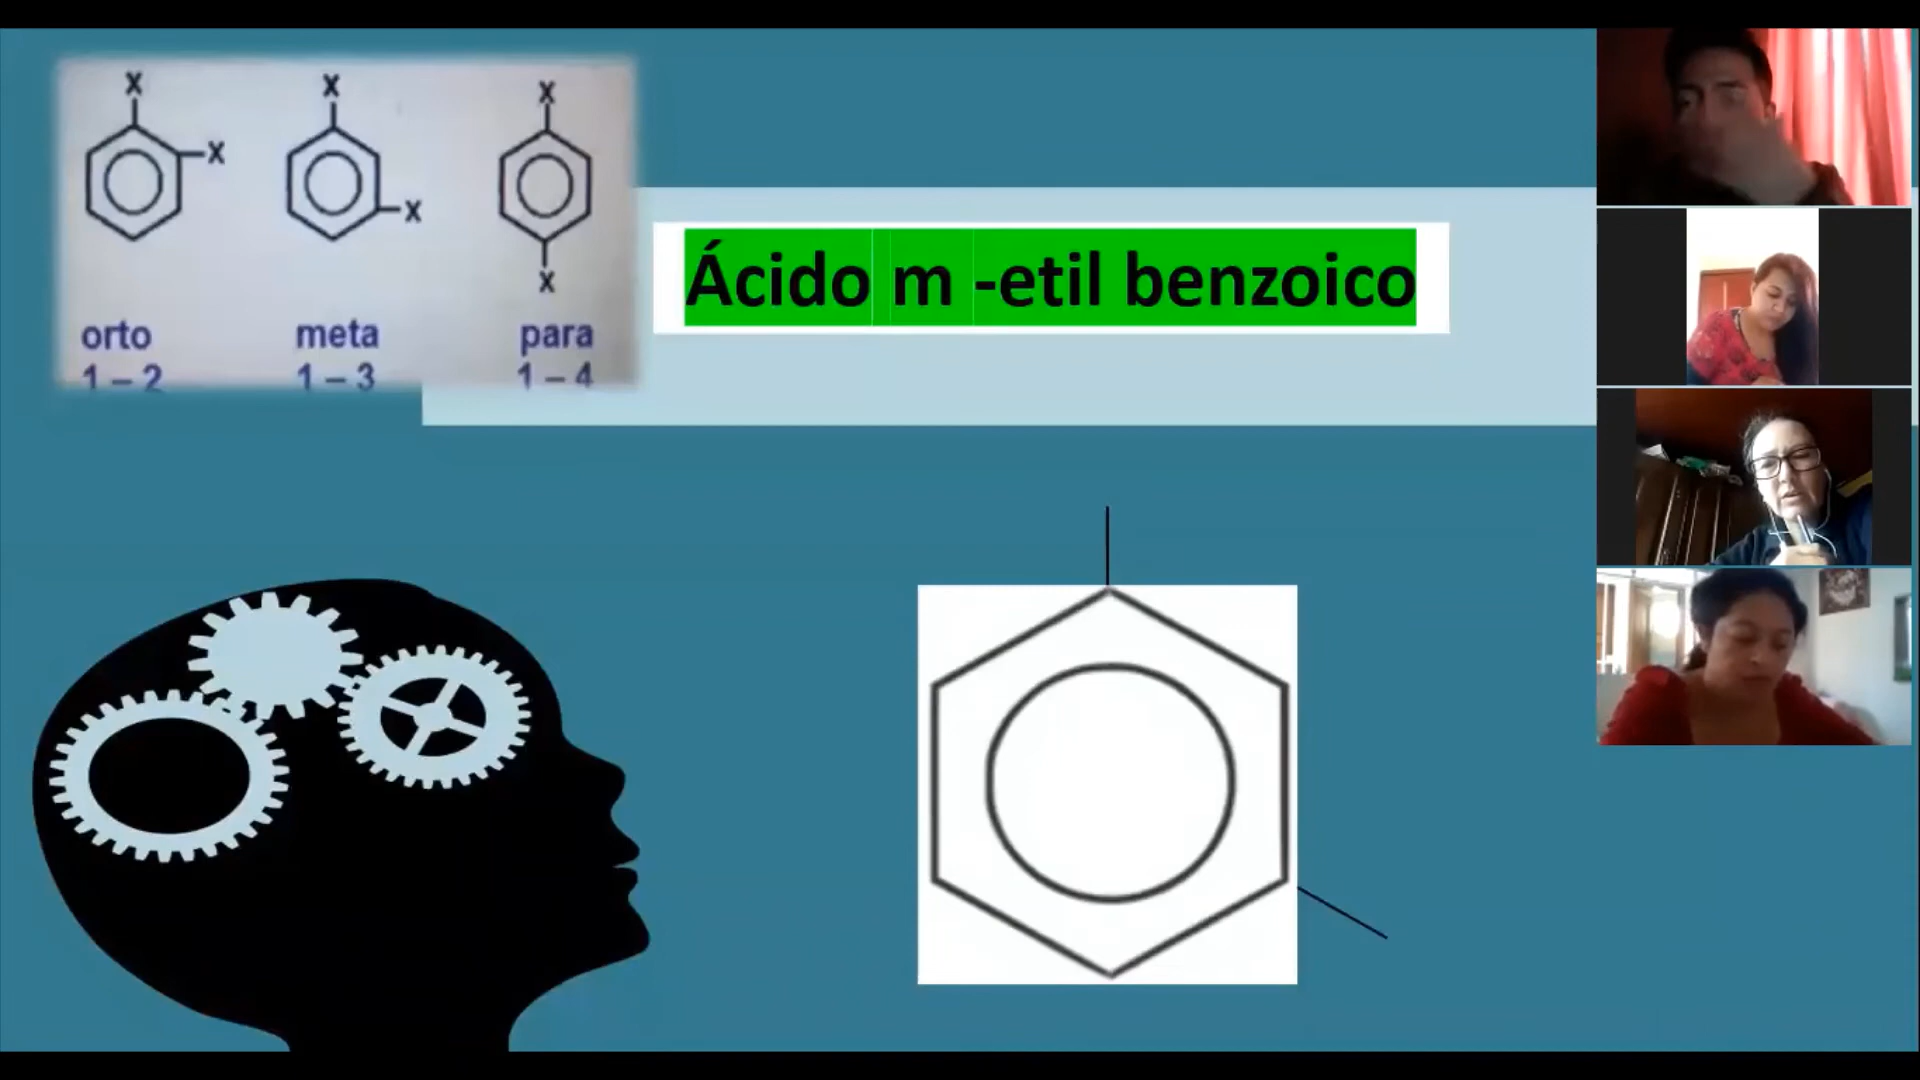 X X X
X X
X
orto meta para
1 – 2 1 – 3 1 – 4
Ácido m -etil benzoico